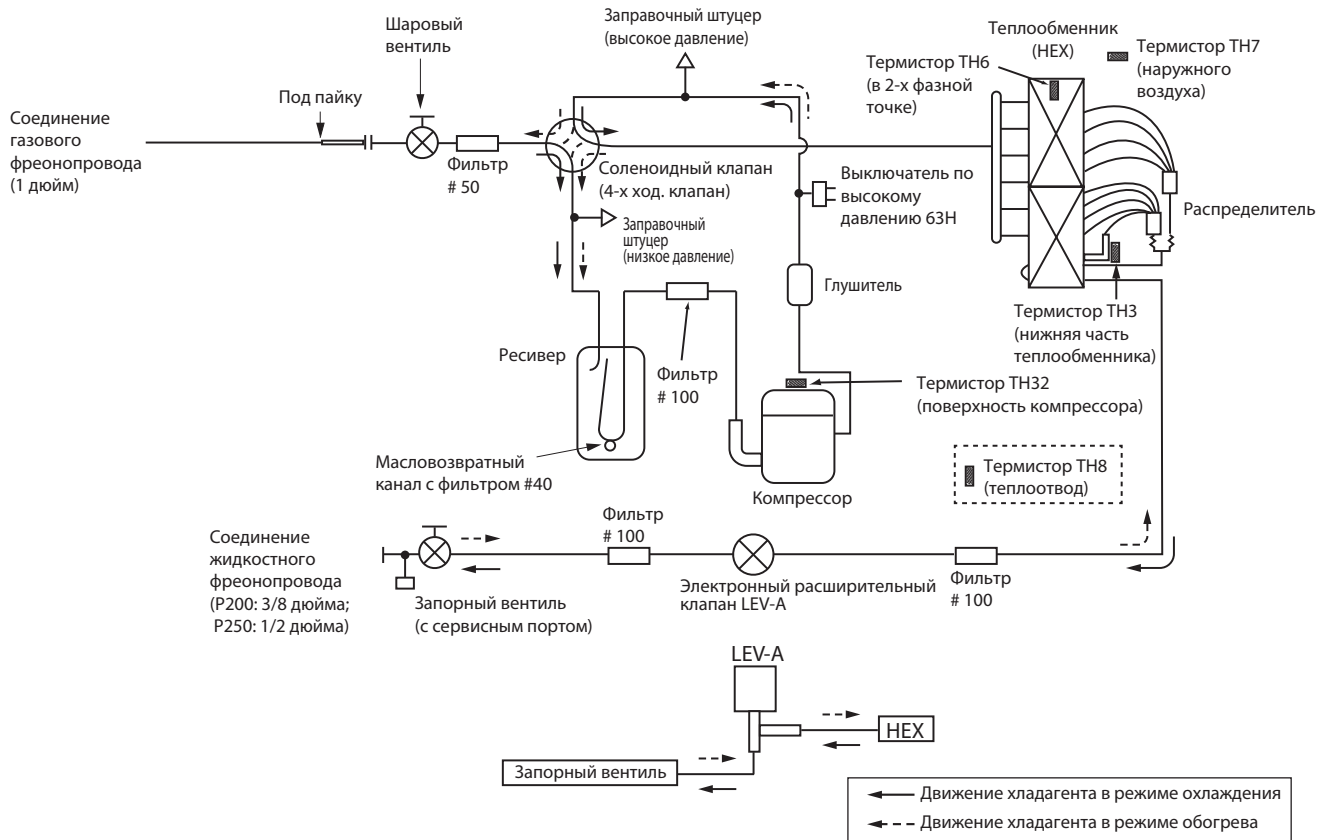 Заправочный штуцер
(высокое давление)
Шаровый
вентиль
Теплообменник
(HEX)
Термистор TH7
(наружного
воздуха)
Термистор TH6
(в 2-х фазной
точке)
Под пайку
Соединение
газового
фреонопровода
(1 дюйм)
Фильтр
# 50
Соленоидный клапан
(4-х ход. клапан)
Выключатель по
высокому
давлению 63H
Распределитель
Заправочный
штуцер
(низкое давление)
Глушитель
Термистор TH3
(нижняя часть
теплообменника)
Ресивер
Фильтр
# 100
Термистор TH32
(поверхность компрессора)
Масловозвратный
канал с фильтром #40
Компрессор
Термистор TH8
(теплоотвод)
Соединение
жидкостного
фреонопровода
(P200: 3/8 дюйма;
P250: 1/2 дюйма)
Запорный вентиль
(с сервисным портом)
Фильтр
# 100
Электронный расширительный
клапан LEV-A
Фильтр
# 100
LEV-A
HEX
Запорный вентиль
Движение хладагента в режиме охлаждения
Движение хладагента в режиме обогрева